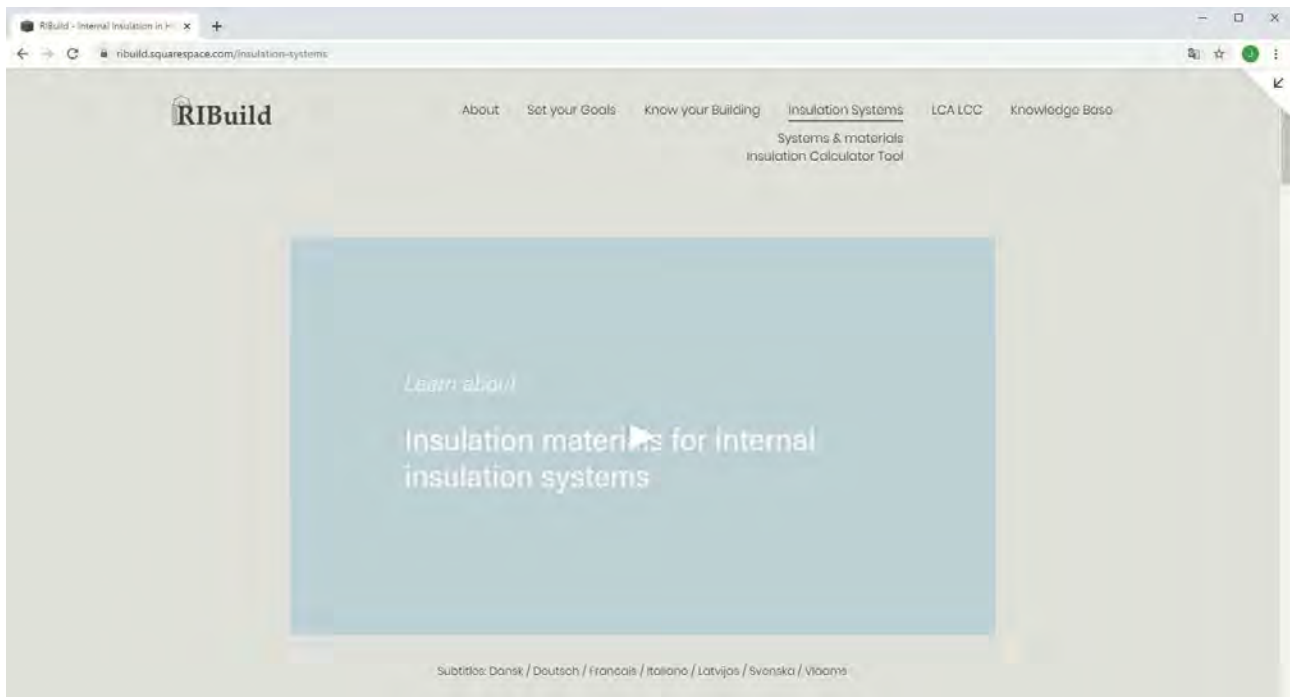 RIBuild - Internal Insulation in H
ribuild.squarespace.com/insulation-systems
RIBuild
About Set your Goals Know your Building Insulation Systems LCA LCC Knowledge Base
Systems & materials
Insulation Calculator Tool
Learn about
Insulation materials for internal
insulation systems
Subtitles: Dansk / Deutsch / Francais / Italiano / Latvijas / Svenska / Vlaams